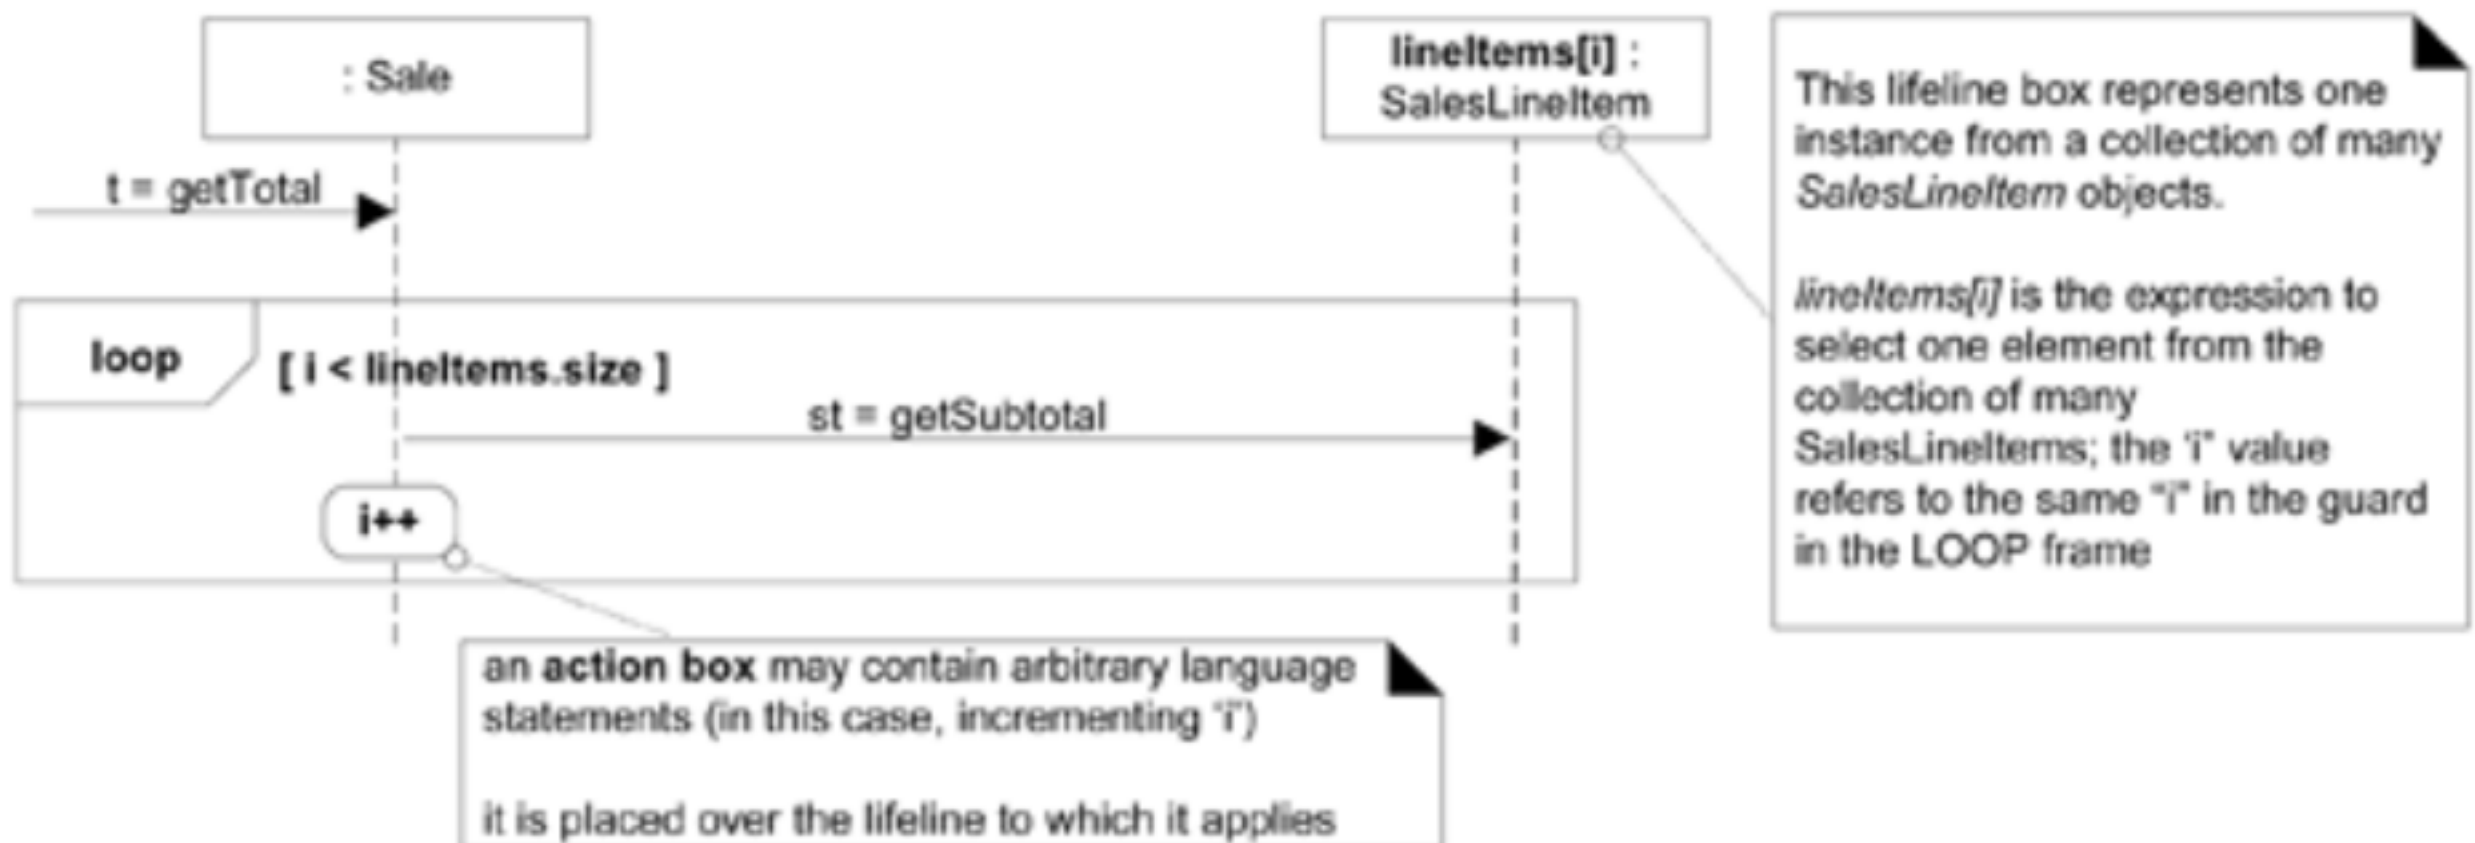 : Sale
lineItems[i] :
SalesLineItem
t = getTotal
loop
[ i < lineItems.size ]
st = getSubtotal
i++
This lifeline box represents one
instance from a collection of many
SalesLineItem objects.
lineItems[i] is the expression to
select one element from the
collection of many
SalesLineItems; the 'i" value
refers to the same "i" in the guard
in the LOOP frame
an action box may contain arbitrary language
statements (in this case, incrementing 'i')
it is placed over the lifeline to which it applies